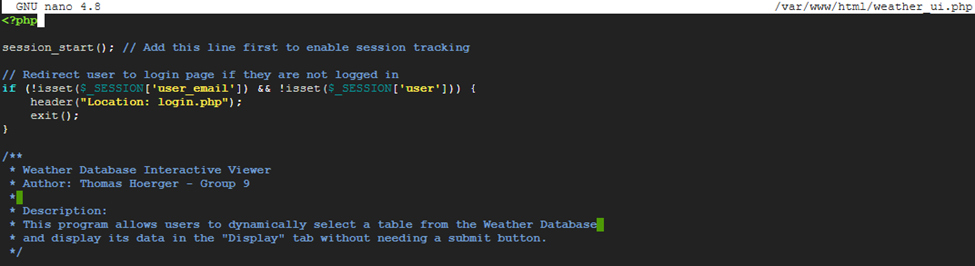 GNU nano 4.8 /var/www/html/weather_ui.php
<?php
session_start(); // Add this line first to enable session tracking
// Redirect user to login page if they are not logged in
if (!isset($_SESSION['user_email']) && !isset($_SESSION['user'])) {
    header("Location: login.php");
    exit();
}
/**
 * Weather Database Interactive Viewer
 * Author: Thomas Hoerger - Group 9
 *
 * Description:
 * This program allows users to dynamically select a table from the Weather Database
 * and display its data in the "Display" tab without needing a submit button.
 */